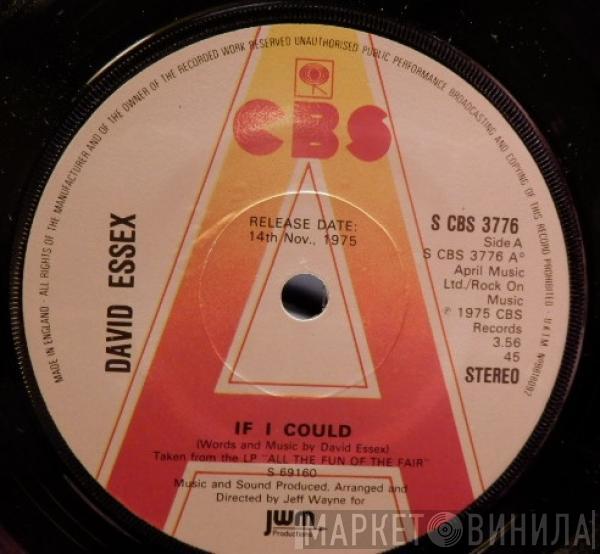 MADE IN ENGLAND - ALL RIGHTS OF THE MANUFACTURER AND OF THE OWNER OF THE RECORDED WORK RESERVED UNAUTHORISED PUBLIC PERFORMANCE BROADCASTING AND COPYING OF THIS RECORD PROHIBITED - U.K.
CBS
RELEASE DATE:
14th Nov., 1975
DAVID ESSEX
S CBS 3776
Side A
S CBS 3776 A°
April Music
Ltd./Rock On
Music
℗ 1975 CBS
Records
3.56
45
STEREO
IF I COULD
(Words and Music by David Essex)
Taken from the LP "ALL THE FUN OF THE FAIR"
S 69160
Music and Sound Produced, Arranged and
Directed by Jeff Wayne for
jwm
Productions
МАРКЕТ ВИНИЛА!